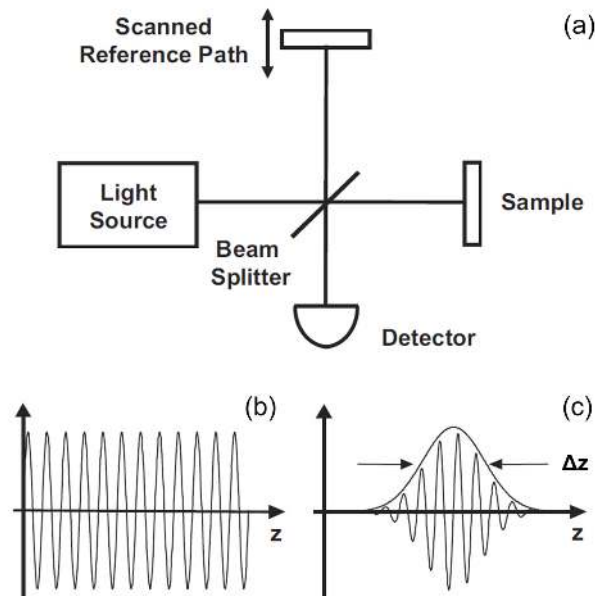 Scanned
Reference Path
(a)
Light
Source
Sample
Beam
Splitter
Detector
(b)
(c)
Δz
z
z